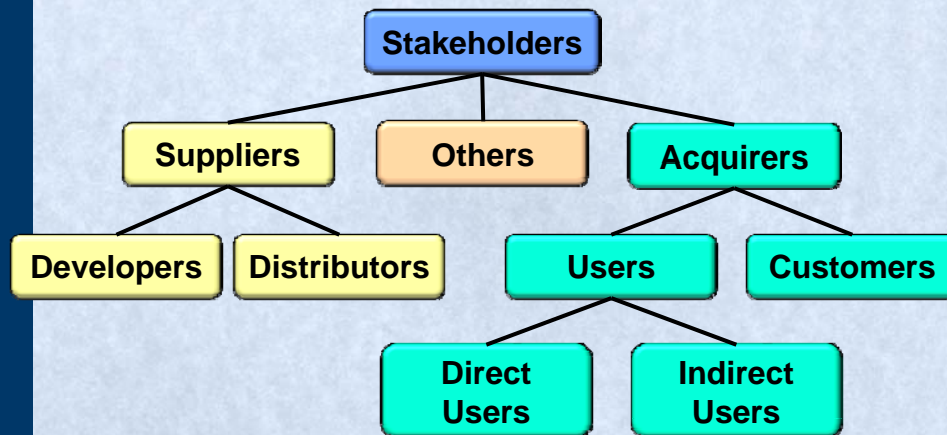 Stakeholders
Suppliers
Others
Acquirers
Developers
Distributors
Users
Customers
Direct
Users
Indirect
Users